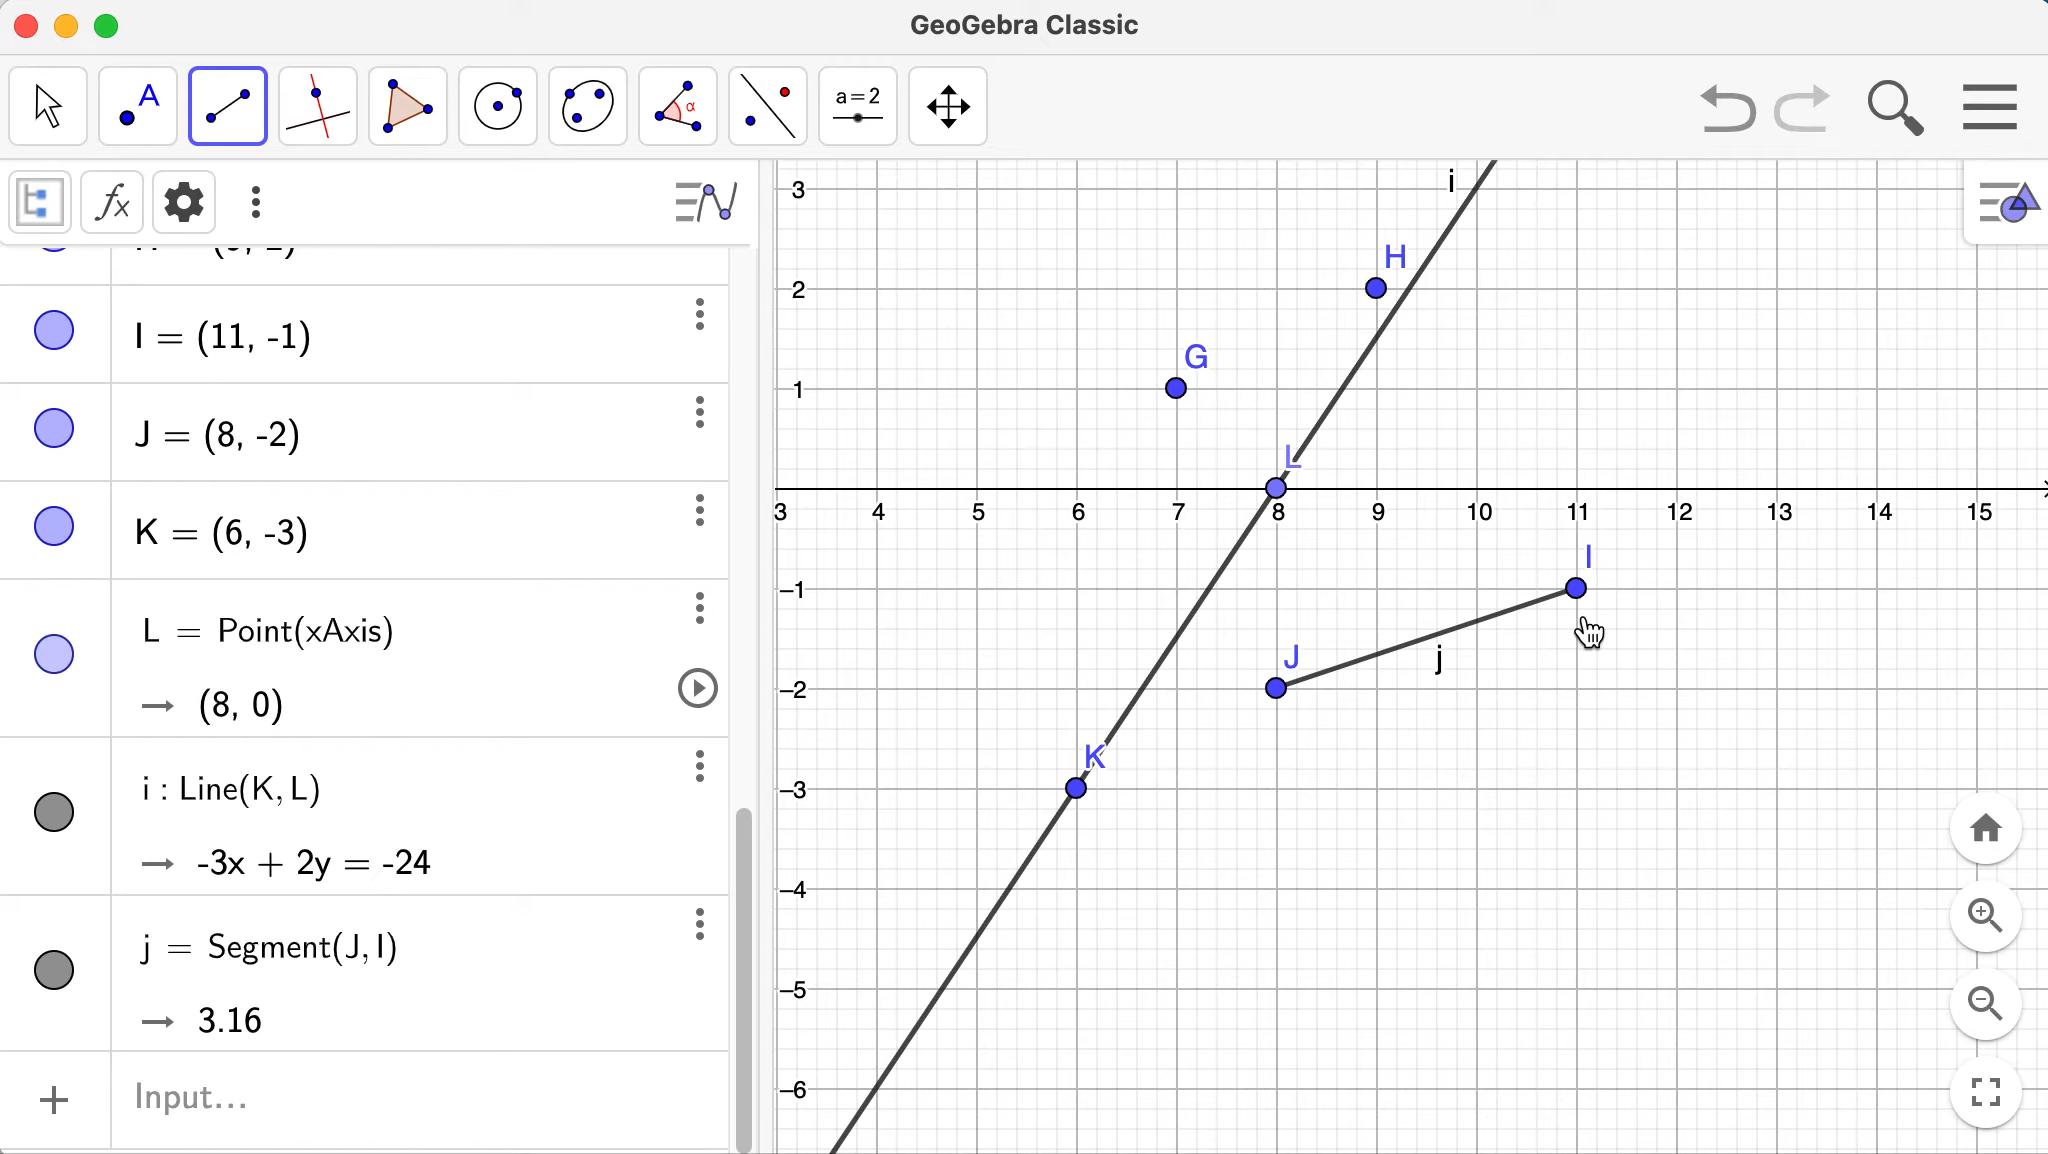 GeoGebra Classic
A
α
a=2
fx
I = (11, -1)
J = (8, -2)
K = (6, -3)
L = Point(xAxis)
→ (8, 0)
i : Line(K, L)
→ -3x + 2y = -24
j = Segment(J, I)
→ 3.16
+ Input...
i
3
H
2
G
1
L
3 4 5 6 7 8 9 10 11 12 13 14 15
I
–1
J
j
–2
K
–3
–4
–5
–6